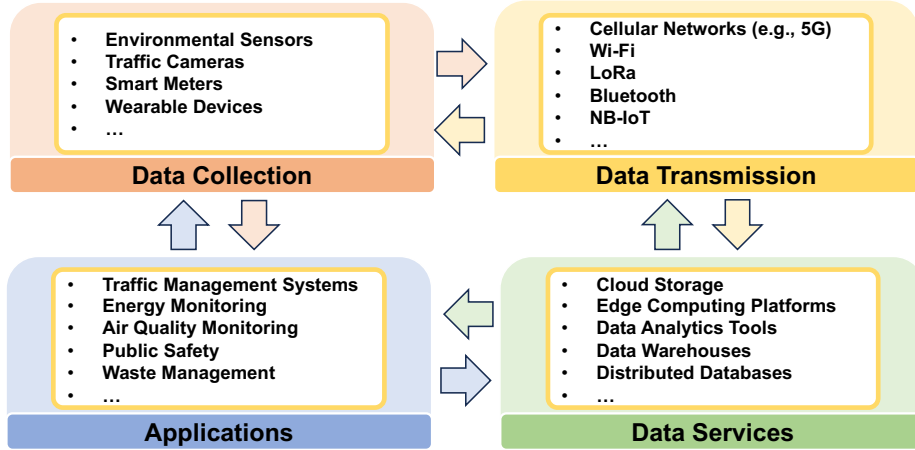 • Environmental Sensors
• Traffic Cameras
• Smart Meters
• Wearable Devices
• …
Data Collection
• Cellular Networks (e.g., 5G)
• Wi-Fi
• LoRa
• Bluetooth
• NB-IoT
• …
Data Transmission
• Traffic Management Systems
• Energy Monitoring
• Air Quality Monitoring
• Public Safety
• Waste Management
• …
Applications
• Cloud Storage
• Edge Computing Platforms
• Data Analytics Tools
• Data Warehouses
• Distributed Databases
• …
Data Services